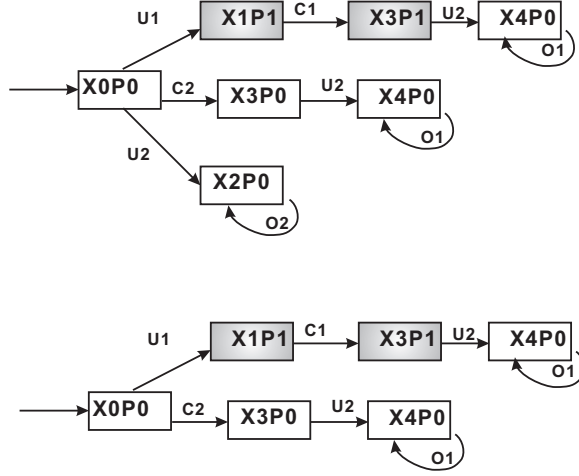 U1 X1P1 C1 X3P1 U2 X4P0
O1
X0P0 C2 X3P0 U2 X4P0
O1
U2
X2P0
O2
U1 X1P1 C1 X3P1 U2 X4P0
O1
X0P0 C2 X3P0 U2 X4P0
O1